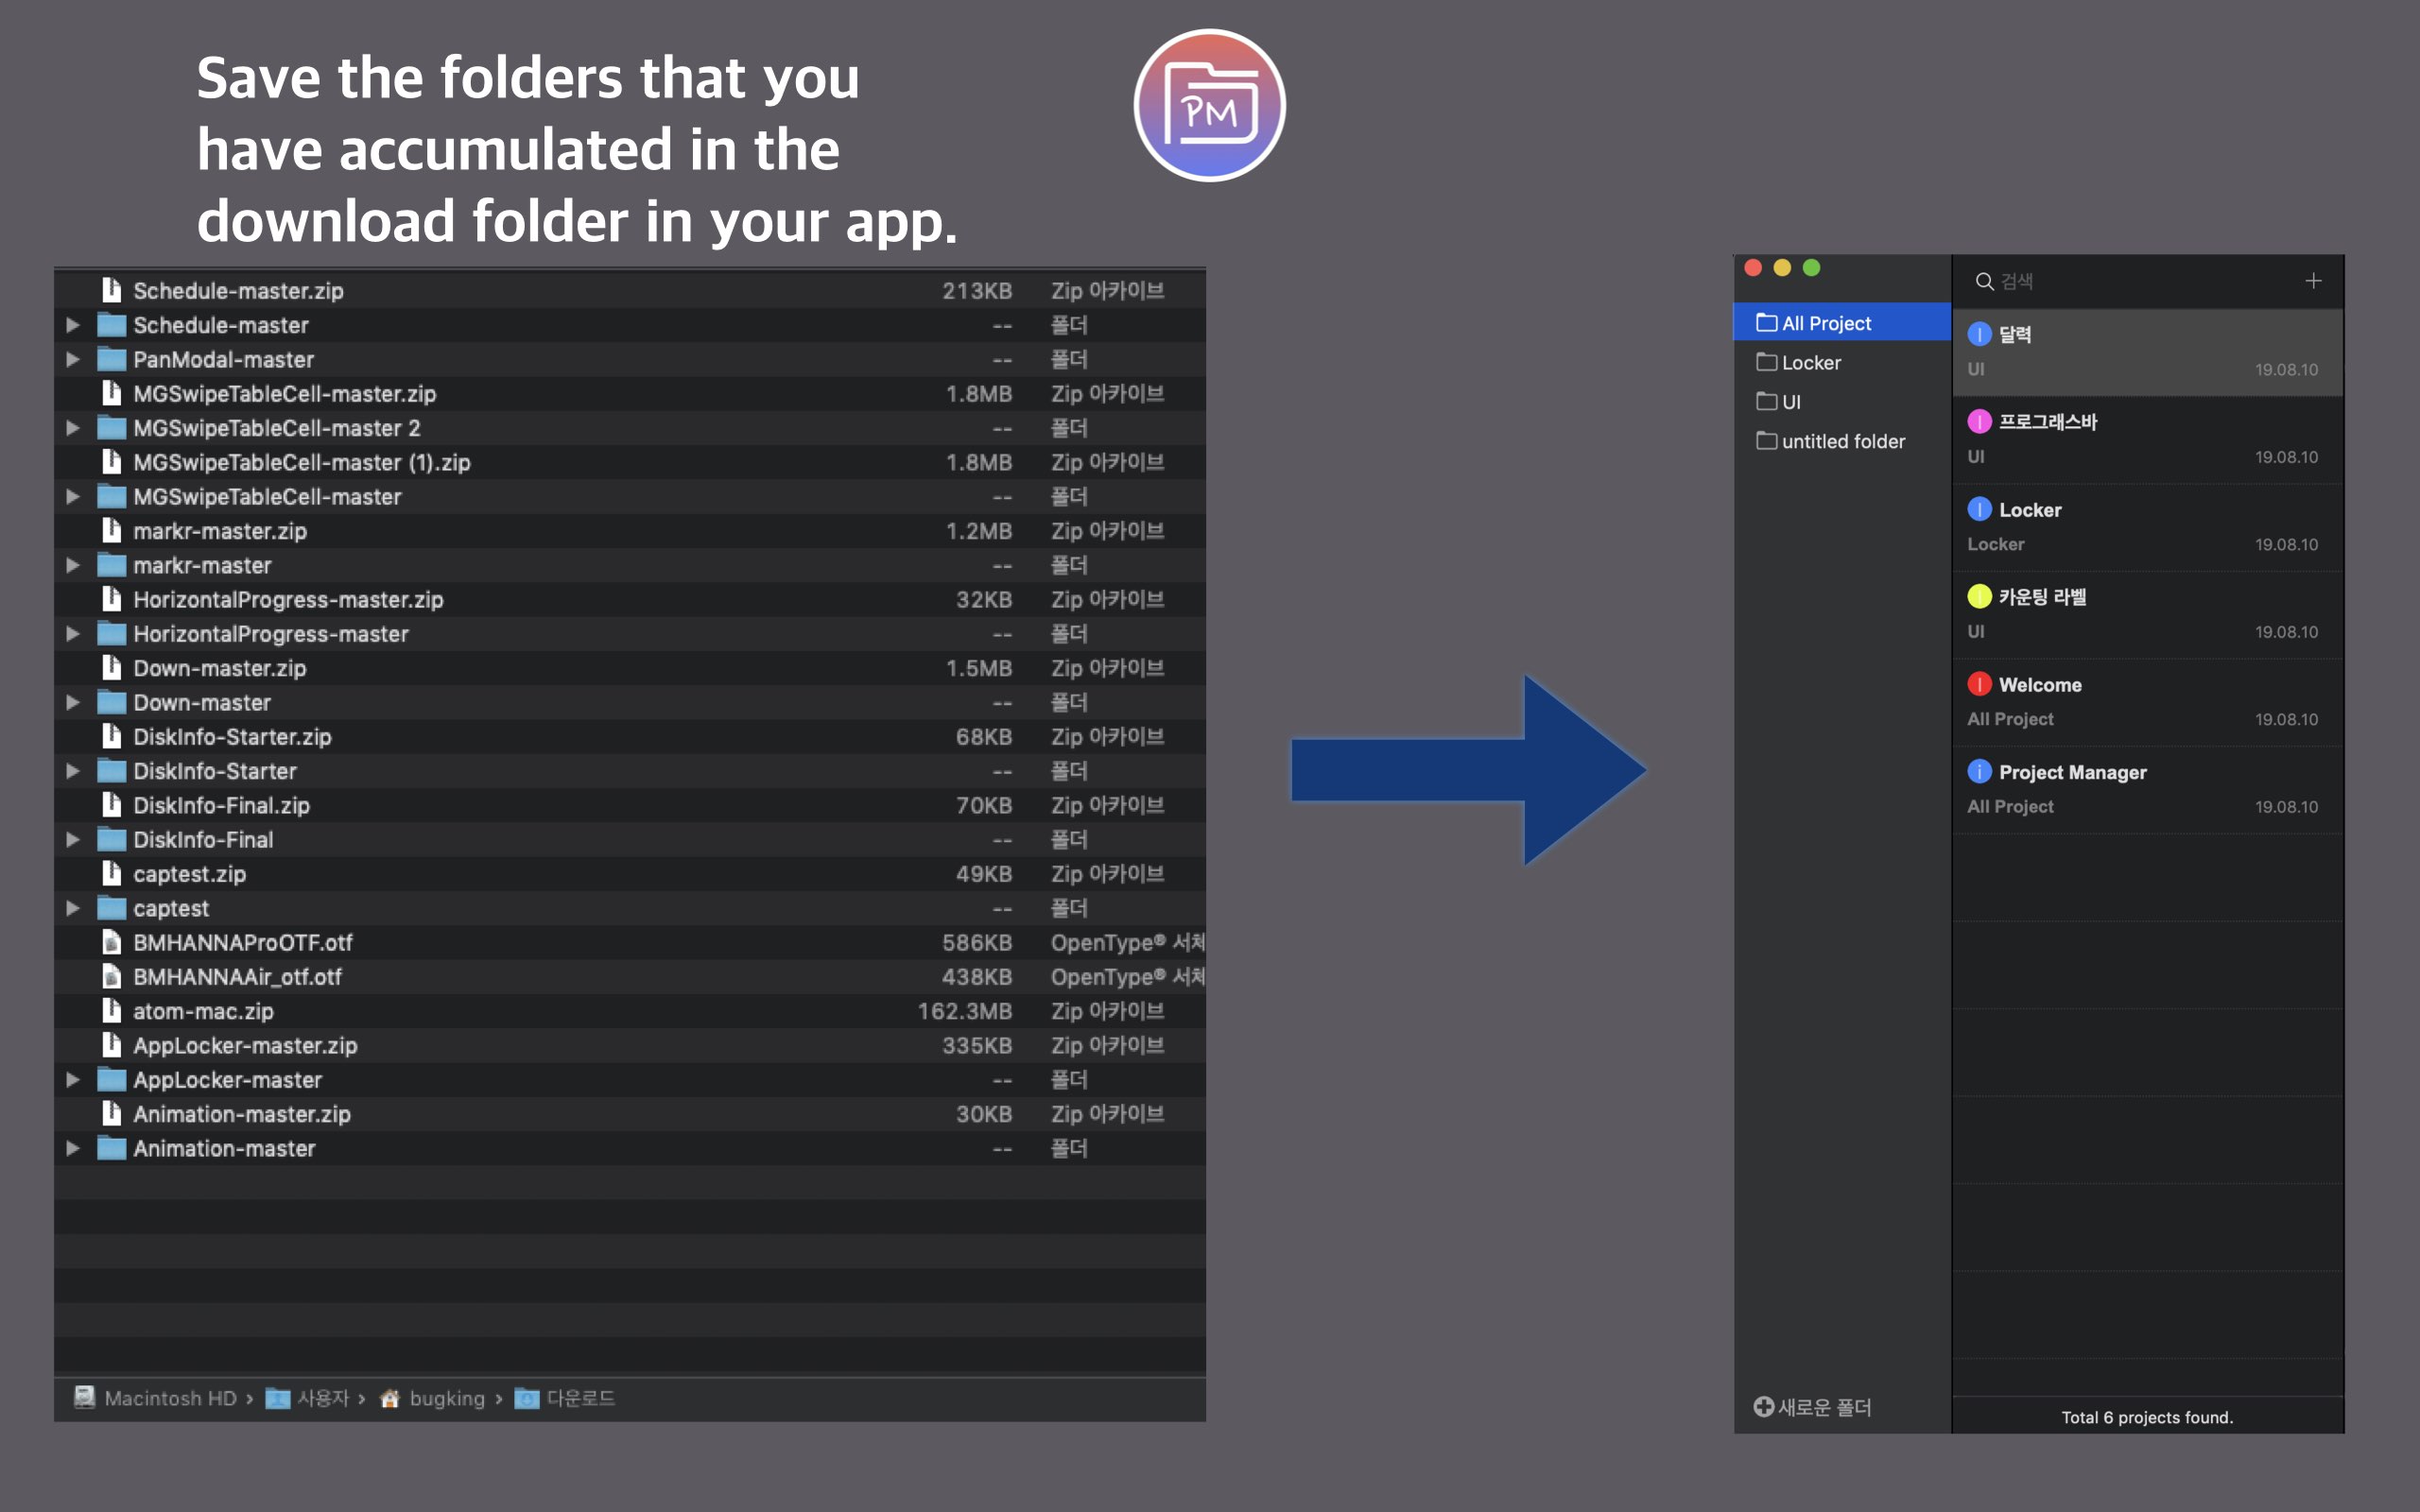 Save the folders that you
have accumulated in the
download folder in your app.
PM
Schedule-master.zip 213KB Zip 아카이브
Schedule-master -- 폴더
PanModal-master -- 폴더
MGSwipeTableCell-master.zip 1.8MB Zip 아카이브
MGSwipeTableCell-master 2 -- 폴더
MGSwipeTableCell-master (1).zip 1.8MB Zip 아카이브
MGSwipeTableCell-master -- 폴더
markr-master.zip 1.2MB Zip 아카이브
markr-master -- 폴더
HorizontalProgress-master.zip 32KB Zip 아카이브
HorizontalProgress-master -- 폴더
Down-master.zip 1.5MB Zip 아카이브
Down-master -- 폴더
DiskInfo-Starter.zip 68KB Zip 아카이브
DiskInfo-Starter -- 폴더
DiskInfo-Final.zip 70KB Zip 아카이브
DiskInfo-Final -- 폴더
captest.zip 49KB Zip 아카이브
captest -- 폴더
BMHANNAProOTF.otf 586KB OpenType® 서체
BMHANNAAir_otf.otf 438KB OpenType® 서체
atom-mac.zip 162.3MB Zip 아카이브
AppLocker-master.zip 335KB Zip 아카이브
AppLocker-master -- 폴더
Animation-master.zip 30KB Zip 아카이브
Animation-master -- 폴더
Macintosh HD › 사용자 › bugking › 다운로드
All Project
Locker
UI
untitled folder
새로운 폴더
검색 +
달력
UI 19.08.10
프로그래스바
UI 19.08.10
Locker
Locker 19.08.10
카운팅 라벨
UI 19.08.10
Welcome
All Project 19.08.10
Project Manager
All Project 19.08.10
Total 6 projects found.